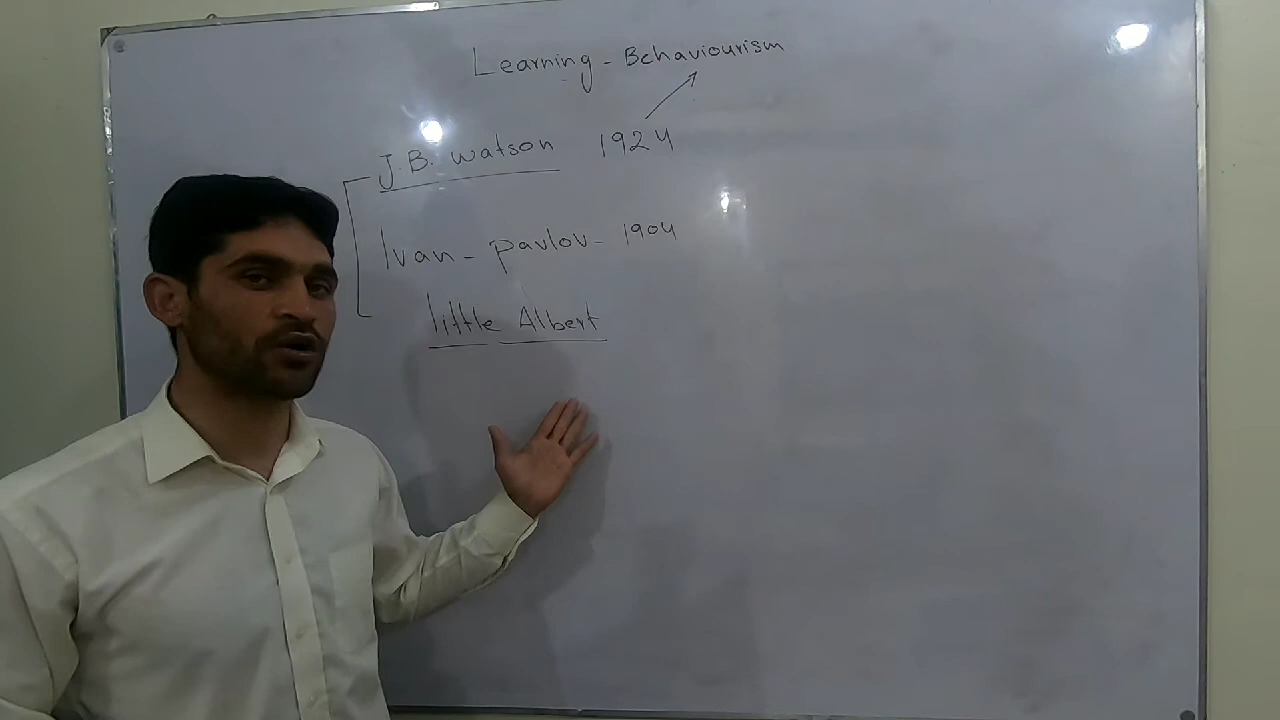 Learning - Behaviourism
J.B. watson 1924
Ivan - pavlov - 1904
little Albert